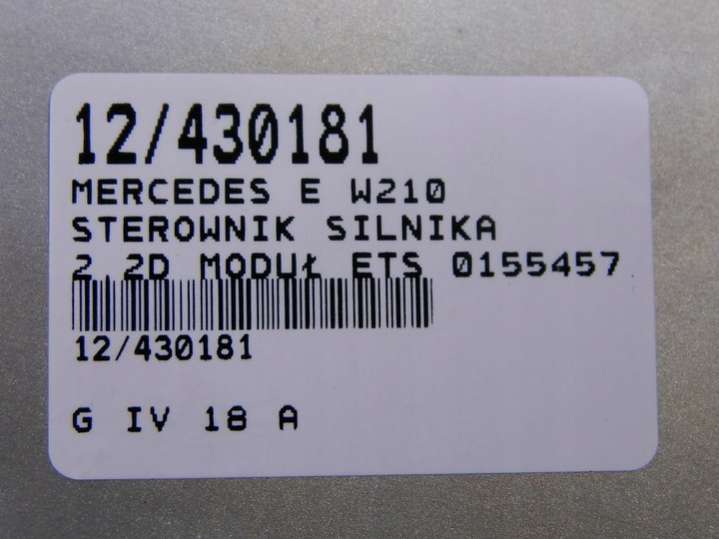 12/430181
MERCEDES E W210
STEROWNIK SILNIKA
2.2D MODUŁ ETS 0155457
12/430181
G IV 18 A